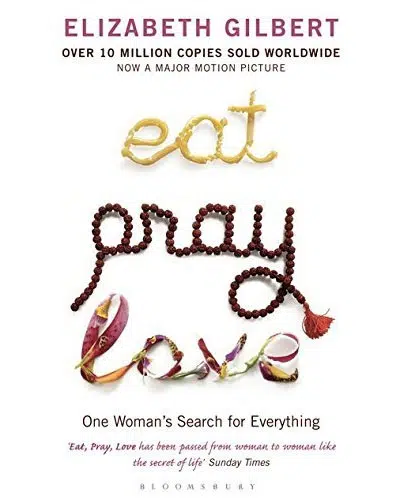 ELIZABETH GILBERT
OVER 10 MILLION COPIES SOLD WORLDWIDE
NOW A MAJOR MOTION PICTURE
eat
pray
love
One Woman's Search for Everything
'Eat, Pray, Love has been passed from woman to woman like
the secret of life' Sunday Times
BLOOMSBURY